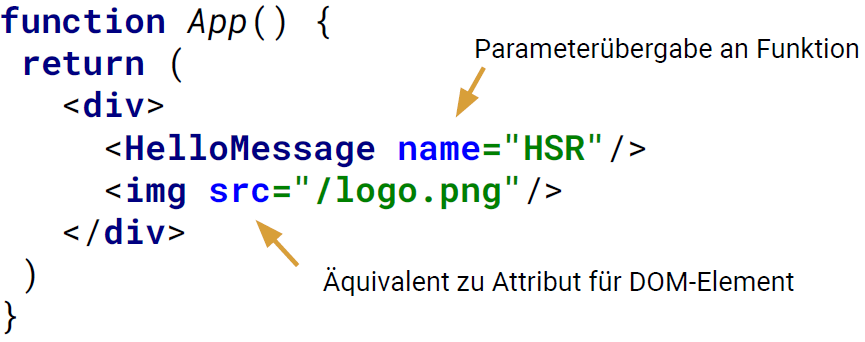 function App() {
return (
Parameterübergabe an Funktion
<div>
<HelloMessage name="HSR"/>
<img src="/logo.png"/>
</div>
)
Äquivalent zu Attribut für DOM-Element
}